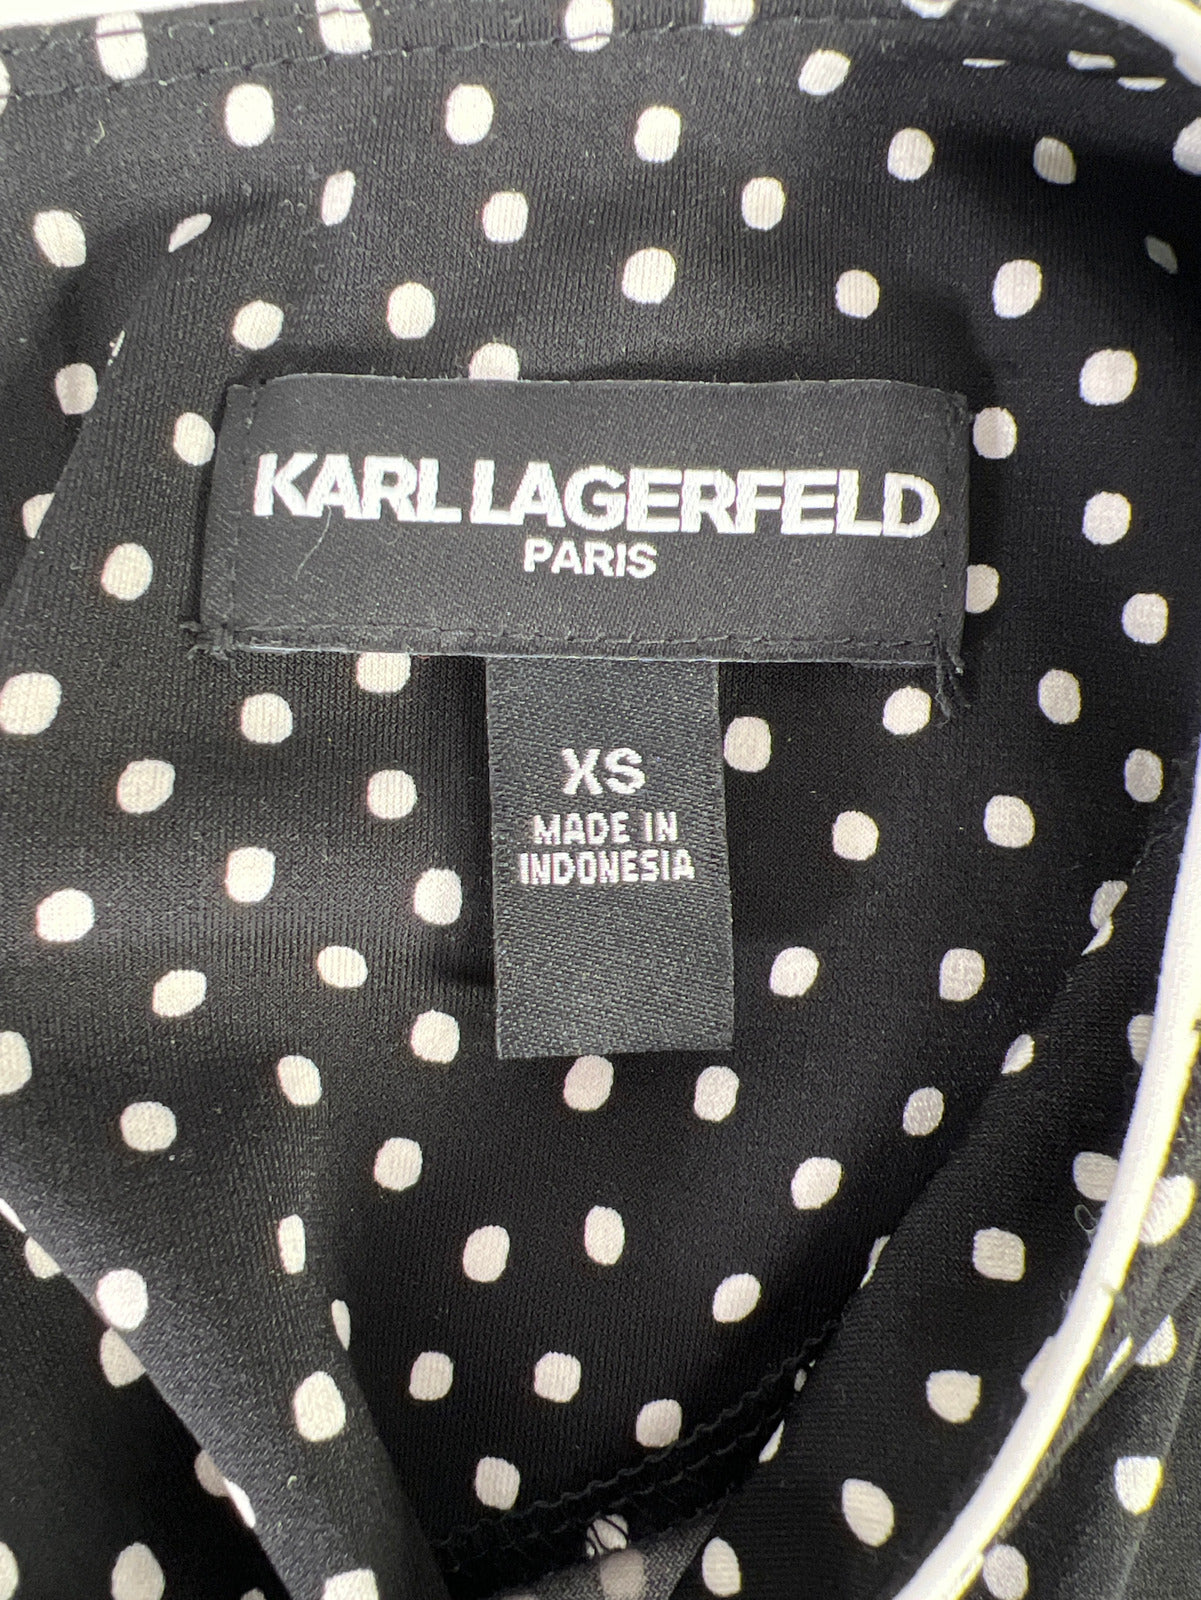 KARL LAGERFELD
PARIS
XS
MADE IN
INDONESIA